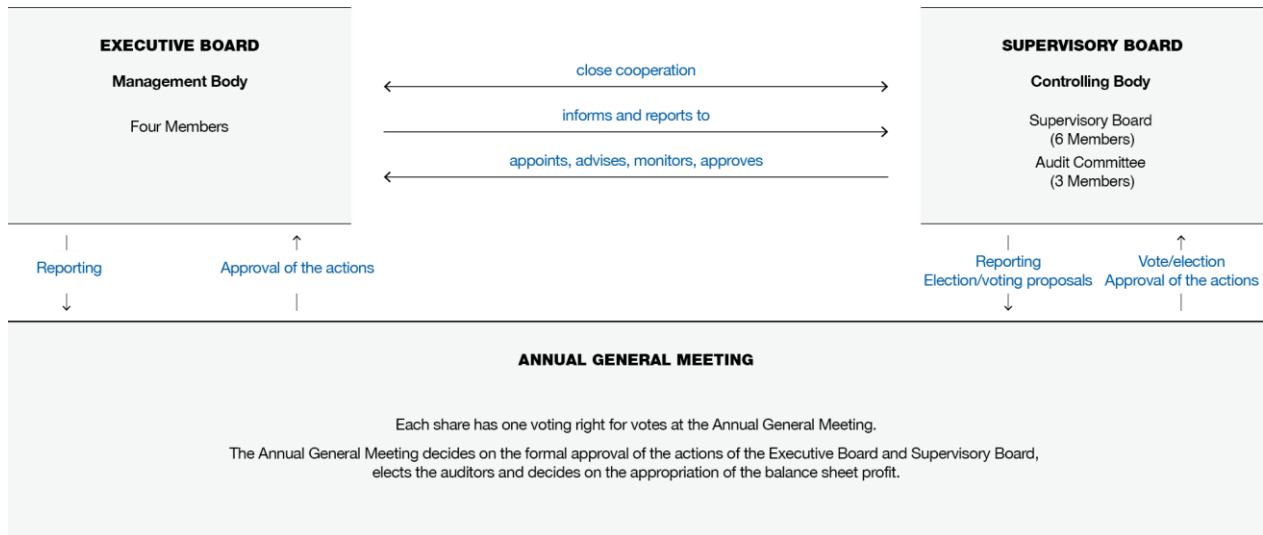 EXECUTIVE BOARD
Management Body
Four Members
close cooperation
informs and reports to
appoints, advises, monitors, approves
SUPERVISORY BOARD
Controlling Body
Supervisory Board
(6 Members)
Audit Committee
(3 Members)
Reporting
Approval of the actions
Reporting
Election/voting proposals
Vote/election
Approval of the actions
ANNUAL GENERAL MEETING
Each share has one voting right for votes at the Annual General Meeting.
The Annual General Meeting decides on the formal approval of the actions of the Executive Board and Supervisory Board,
elects the auditors and decides on the appropriation of the balance sheet profit.